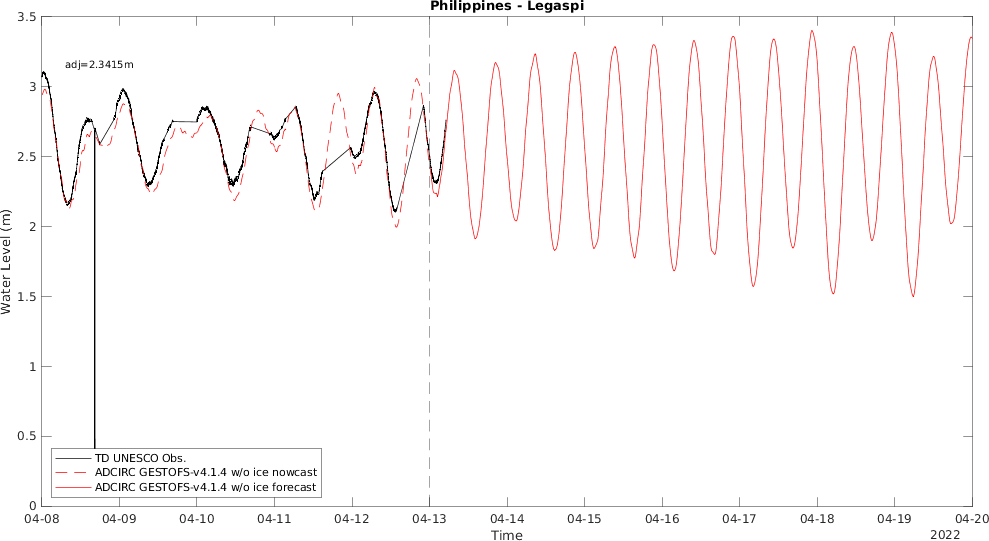 Philippines - Legaspi
adj=2.3415m
3.5
3
2.5
2
1.5
1
0.5
0
Water Level (m)
TD UNESCO Obs.
ADCIRC GESTOFS-v4.1.4 w/o ice nowcast
ADCIRC GESTOFS-v4.1.4 w/o ice forecast
04-08 04-09 04-10 04-11 04-12 04-13 04-14 04-15 04-16 04-17 04-18 04-19 04-20
Time
2022